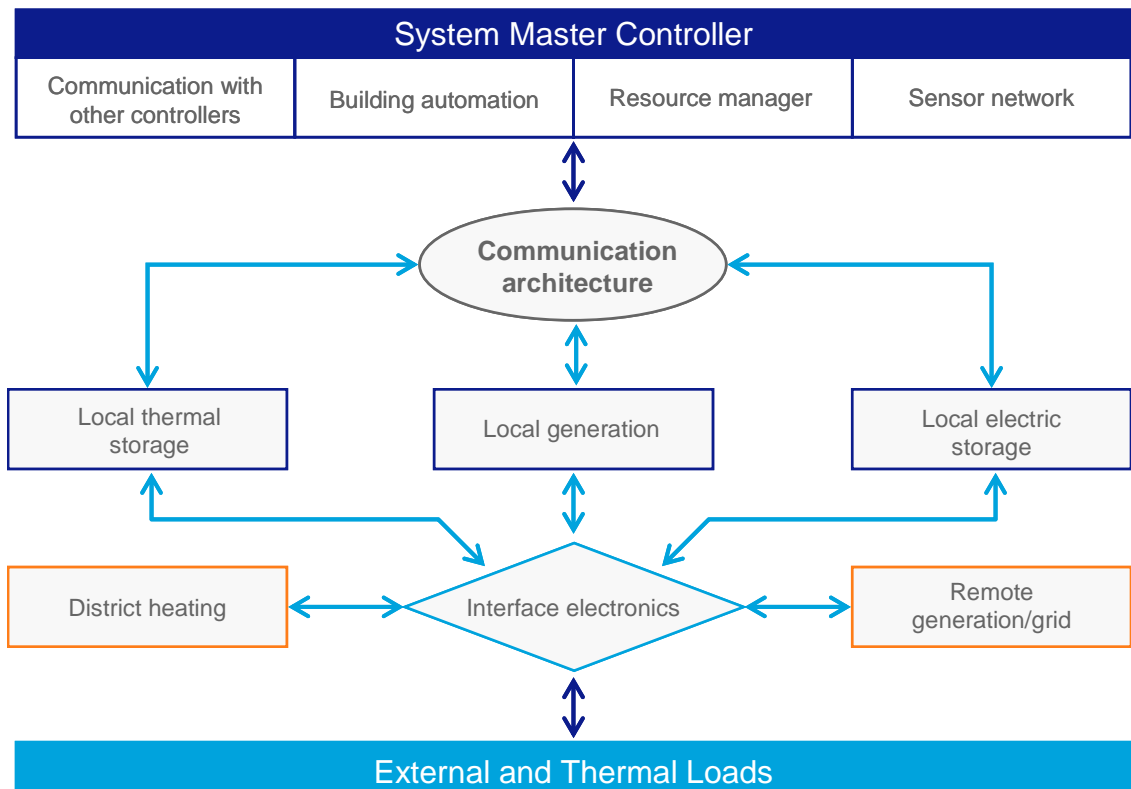 System Master Controller
Communication with
other controllers
Building automation
Resource manager
Sensor network
Communication
architecture
Local thermal
storage
Local generation
Local electric
storage
District heating
Interface electronics
Remote
generation/grid
External and Thermal Loads